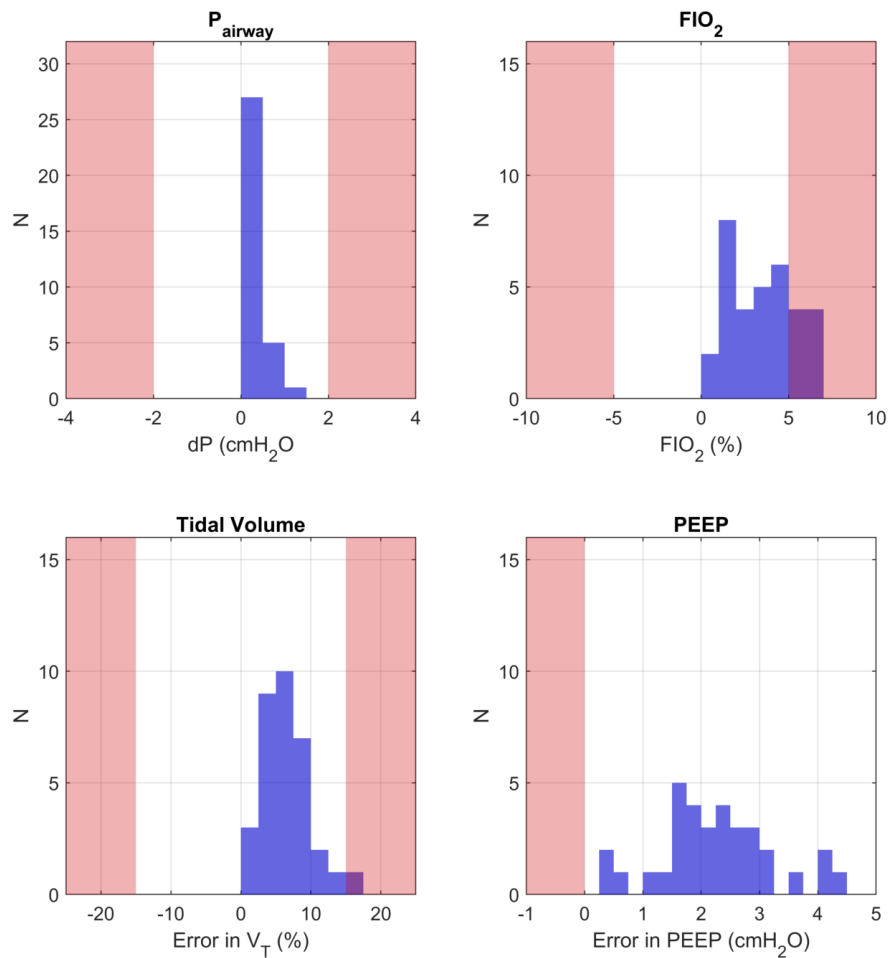 P_airway
30
25
20
15
10
5
0
N
-4 -2 0 2 4
dP (cmH₂O
FIO₂
15
10
5
0
N
-10 -5 0 5 10
FIO₂ (%)
Tidal Volume
15
10
5
0
N
-20 -10 0 10 20
Error in V_T (%)
PEEP
15
10
5
0
N
-1 0 1 2 3 4 5
Error in PEEP (cmH₂O)